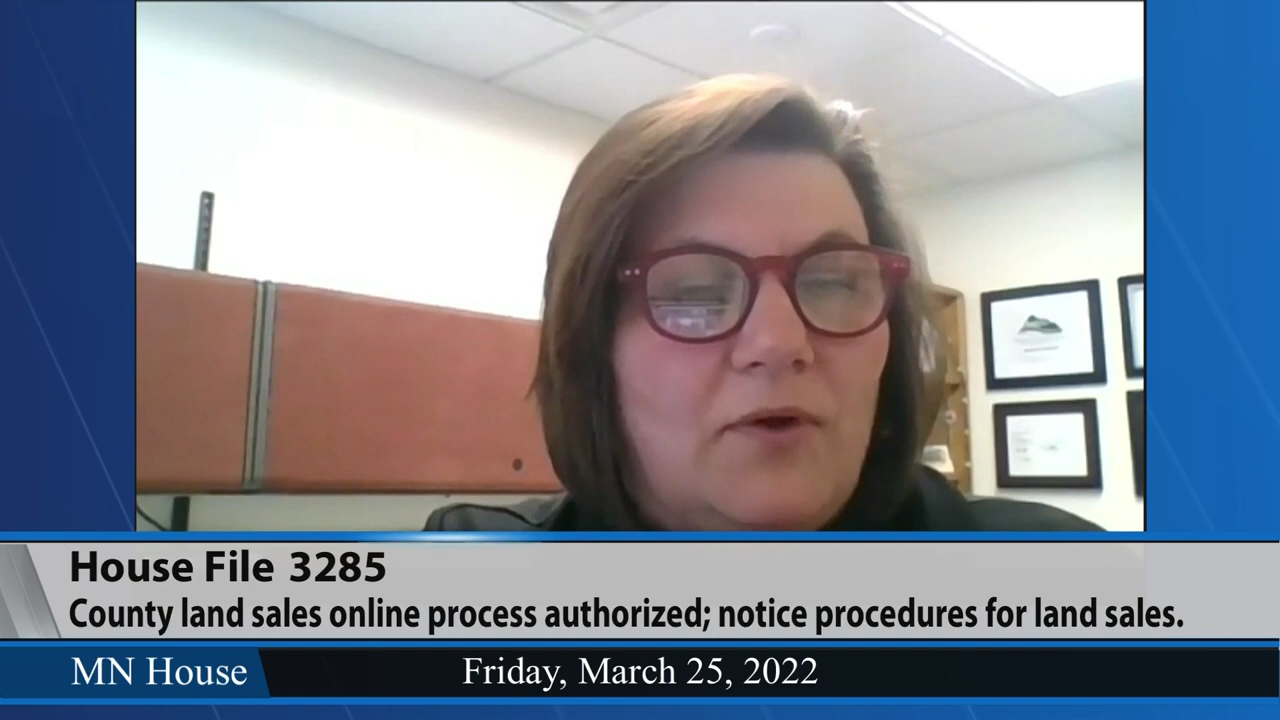 House File 3285
County land sales online process authorized; notice procedures for land sales.
MN House
Friday, March 25, 2022